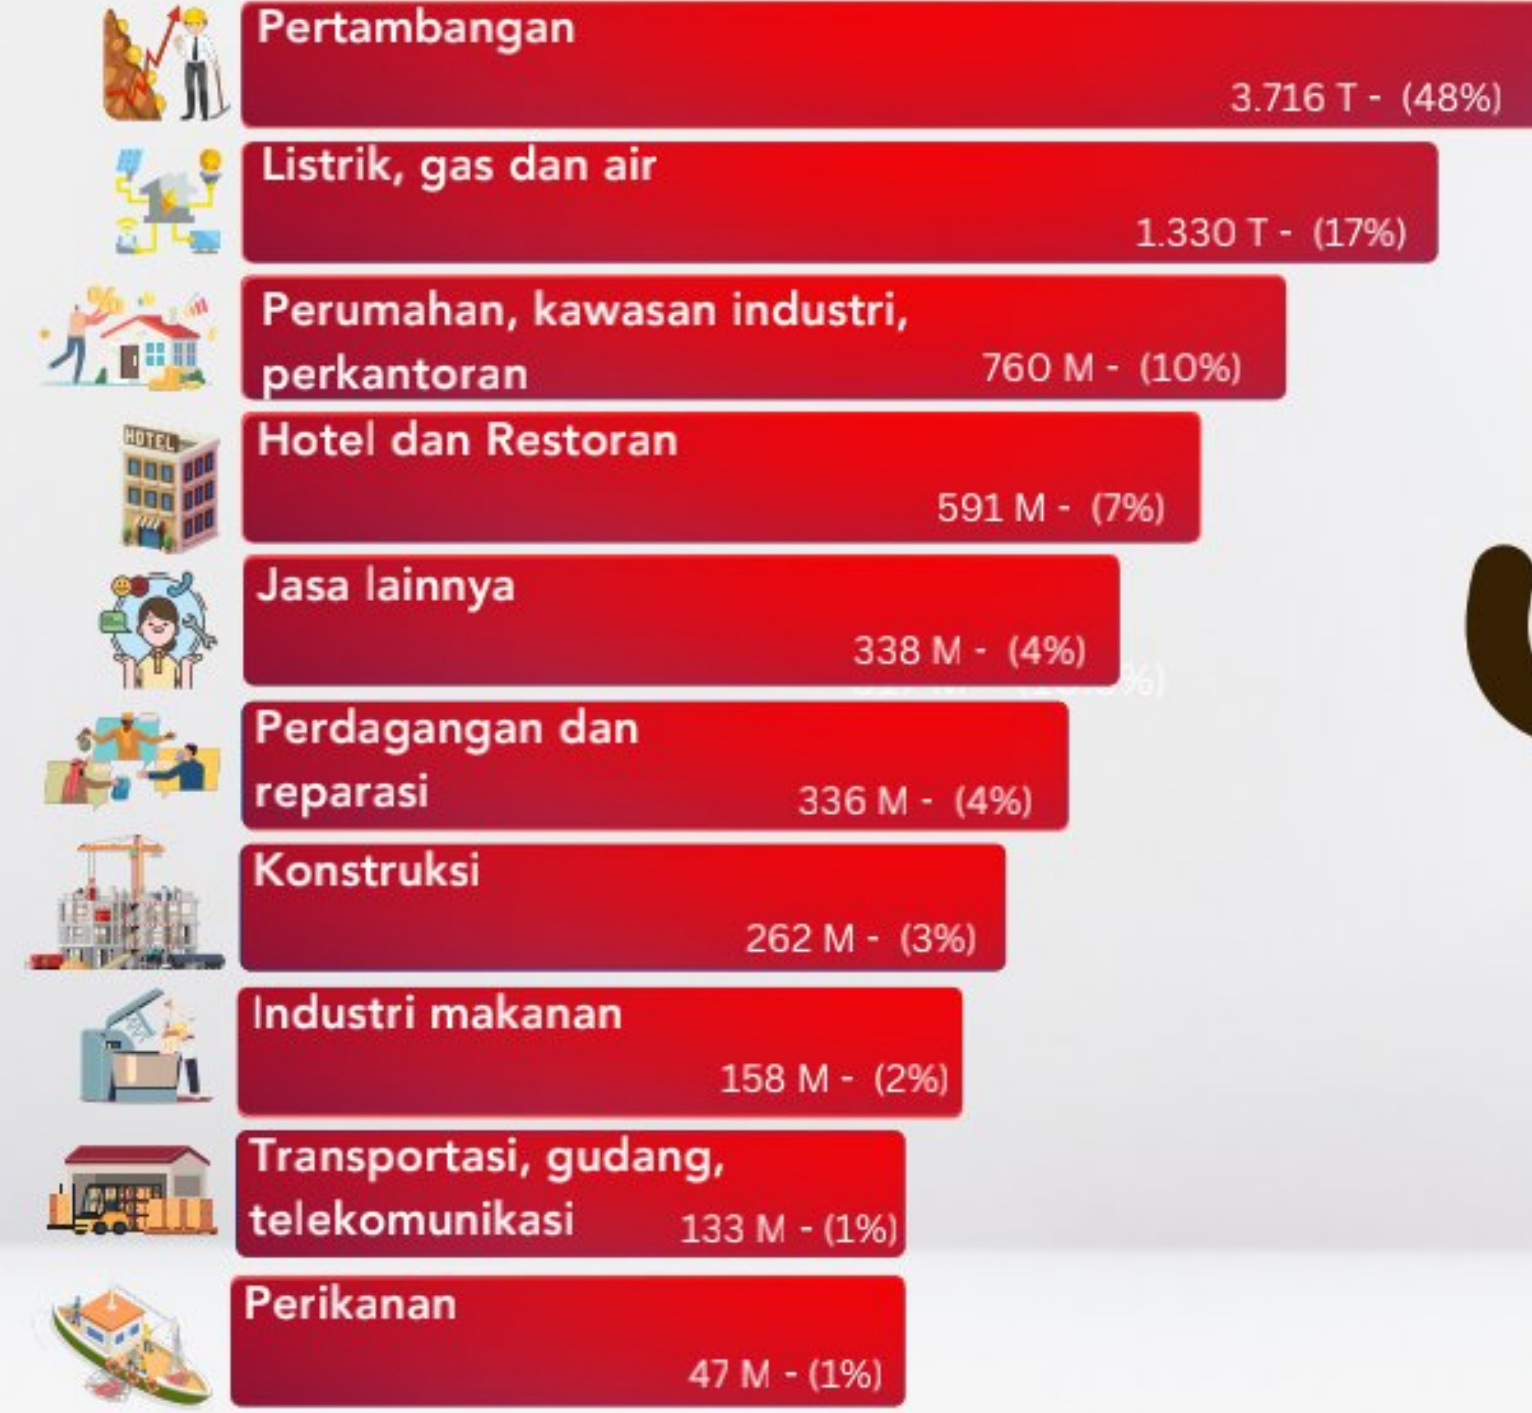 Pertambangan
3.716 T - (48%)
Listrik, gas dan air
1.330 T - (17%)
Perumahan, kawasan industri,
perkantoran
760 M - (10%)
HOTEL
Hotel dan Restoran
591 M - (7%)
Jasa lainnya
338 M - (4%)
%)
Perdagangan dan
reparasi
336 M - (4%)
Konstruksi
262 M - (3%)
Industri makanan
158 M - (2%)
Transportasi, gudang,
telekomunikasi
133 M - (1%)
Perikanan
47 M - (1%)